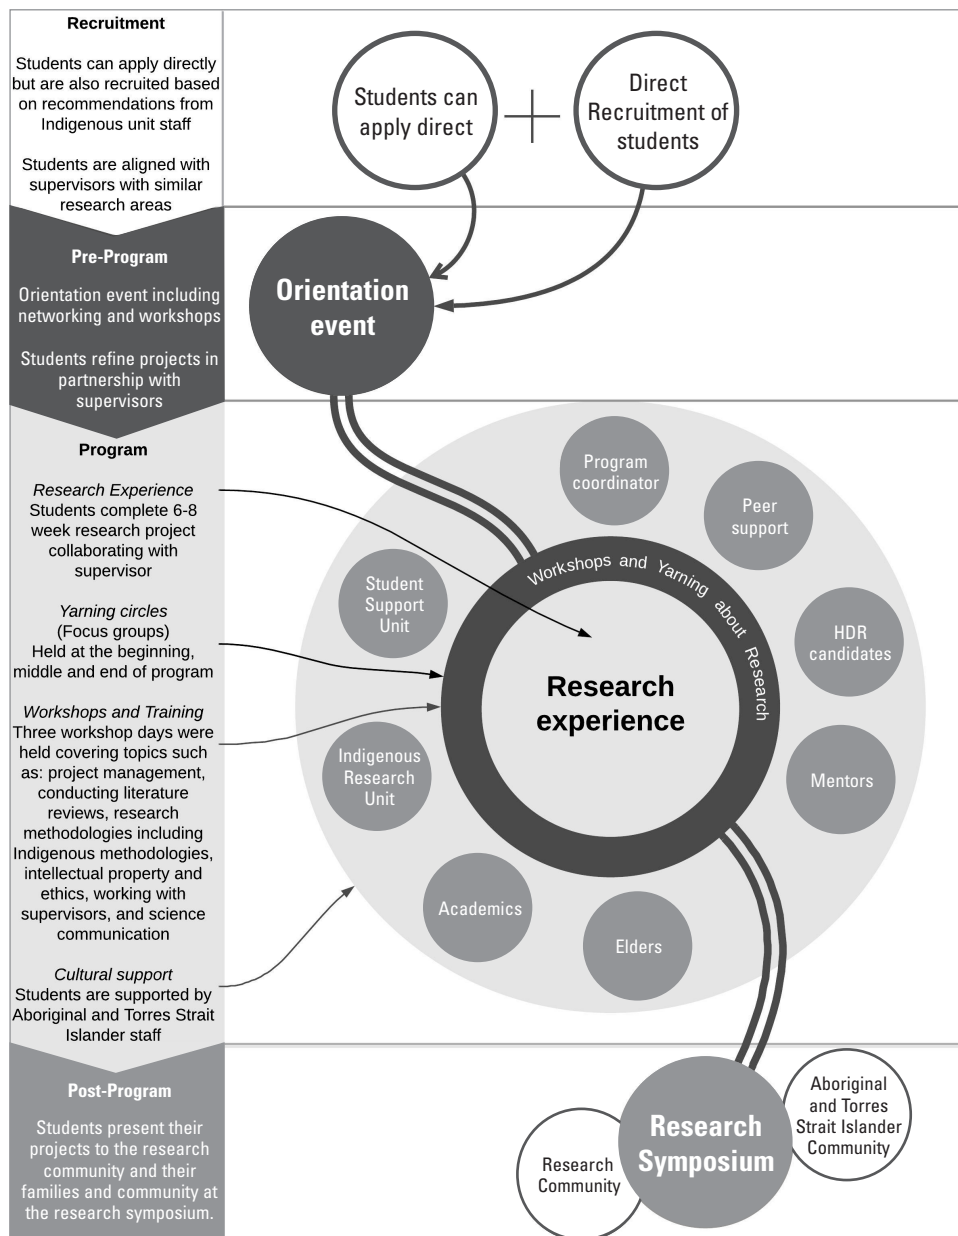 Recruitment
Students can apply directly
but are also recruited based
on recommendations from
Indigenous unit staff
Students are aligned with
supervisors with similar
research areas
Students can
apply direct
Direct
Recruitment of
students
Pre-Program
Orientation event including
networking and workshops
Students refine projects in
partnership with
supervisors
Orientation
event
Program
Research Experience
Students complete 6-8
week research project
collaborating with
supervisor
Yarning circles
(Focus groups)
Held at the beginning,
middle and end of program
Workshops and Training
Three workshop days were
held covering topics such
as: project management,
conducting literature
reviews, research
methodologies including
Indigenous methodologies,
intellectual property and
ethics, working with
supervisors, and science
communication
Cultural support
Students are supported by
Aboriginal and Torres Strait
Islander staff
Program
coordinator
Peer
support
Student
Support
Unit
HDR
candidates
Workshops and Yarning about Research
Research
experience
Indigenous
Research
Unit
Mentors
Academics
Elders
Post-Program
Students present their
projects to the research
community and their
families and community at
the research symposium.
Research
Symposium
Research
Community
Aboriginal
and Torres
Strait Islander
Community